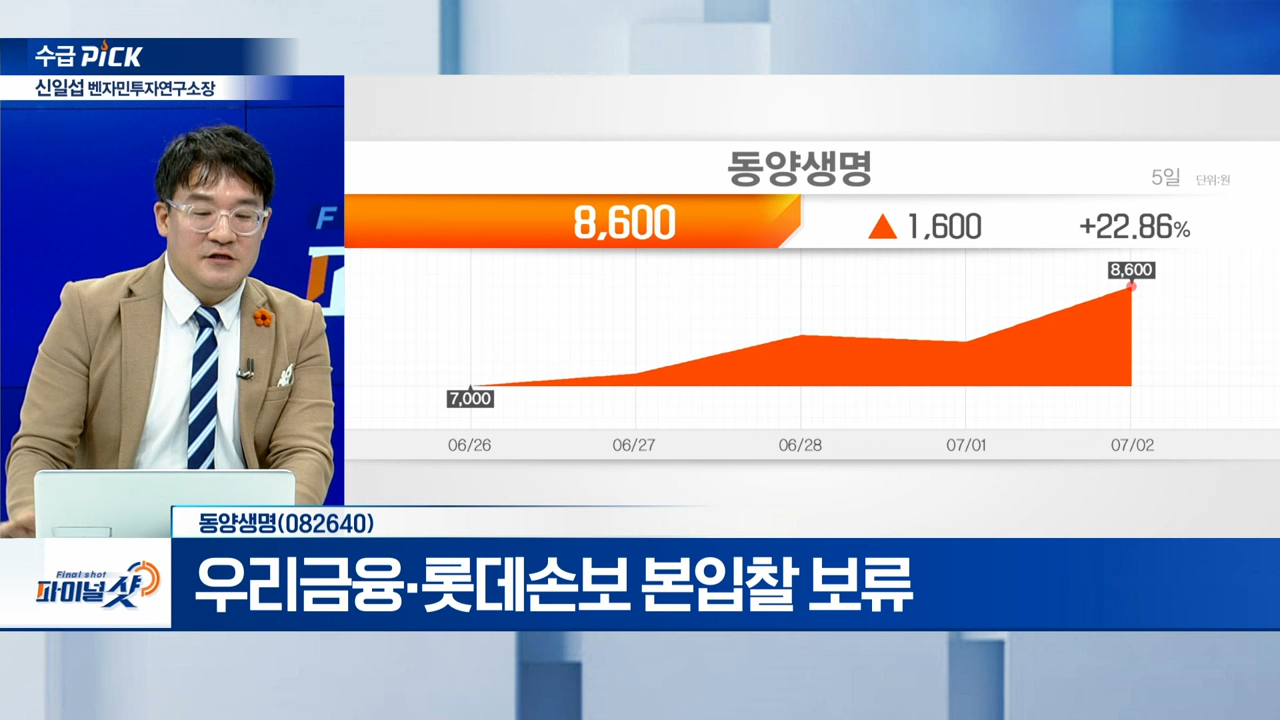 수급 PiCK
신일섭 벤자민투자연구소장
F
동양생명
5일 단위:원
8,600 ▲ 1,600 +22.86%
8,600
7,000
06/26 06/27 06/28 07/01 07/02
동양생명(082640)
Final shot
파이널샷
우리금융·롯데손보 본입찰 보류